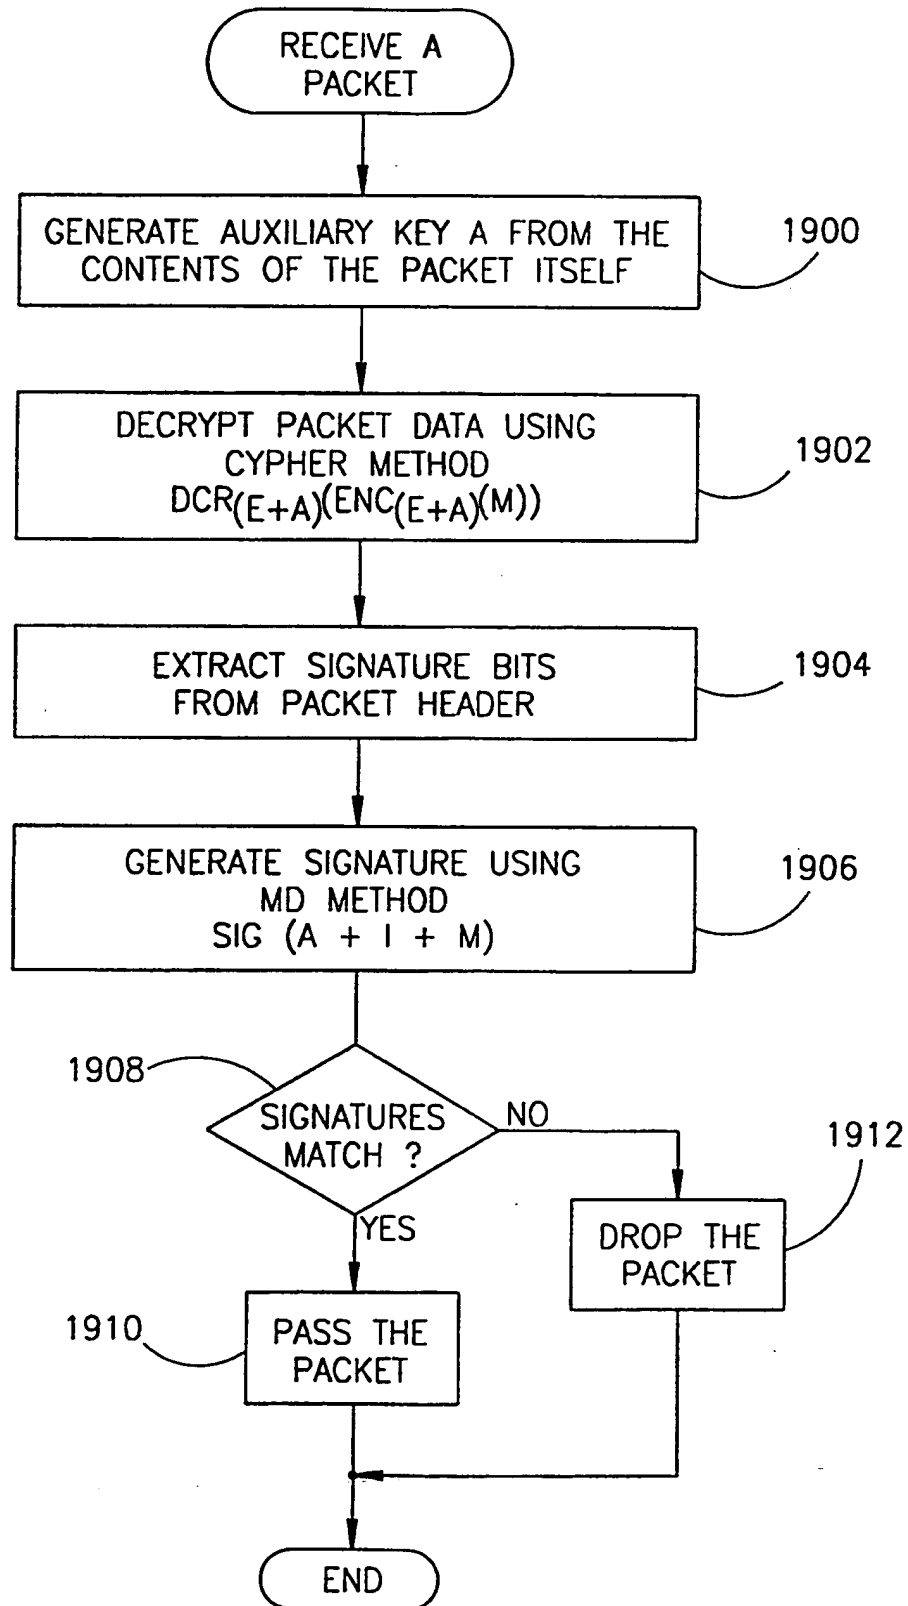 RECEIVE A
PACKET
GENERATE AUXILIARY KEY A FROM THE
CONTENTS OF THE PACKET ITSELF
1900
DECRYPT PACKET DATA USING
CYPHER METHOD
DCR(E+A)(ENC(E+A)(M))
1902
EXTRACT SIGNATURE BITS
FROM PACKET HEADER
1904
GENERATE SIGNATURE USING
MD METHOD
SIG (A + I + M)
1906
1908
SIGNATURES
MATCH ?
NO
YES
1912
DROP THE
PACKET
1910
PASS THE
PACKET
END